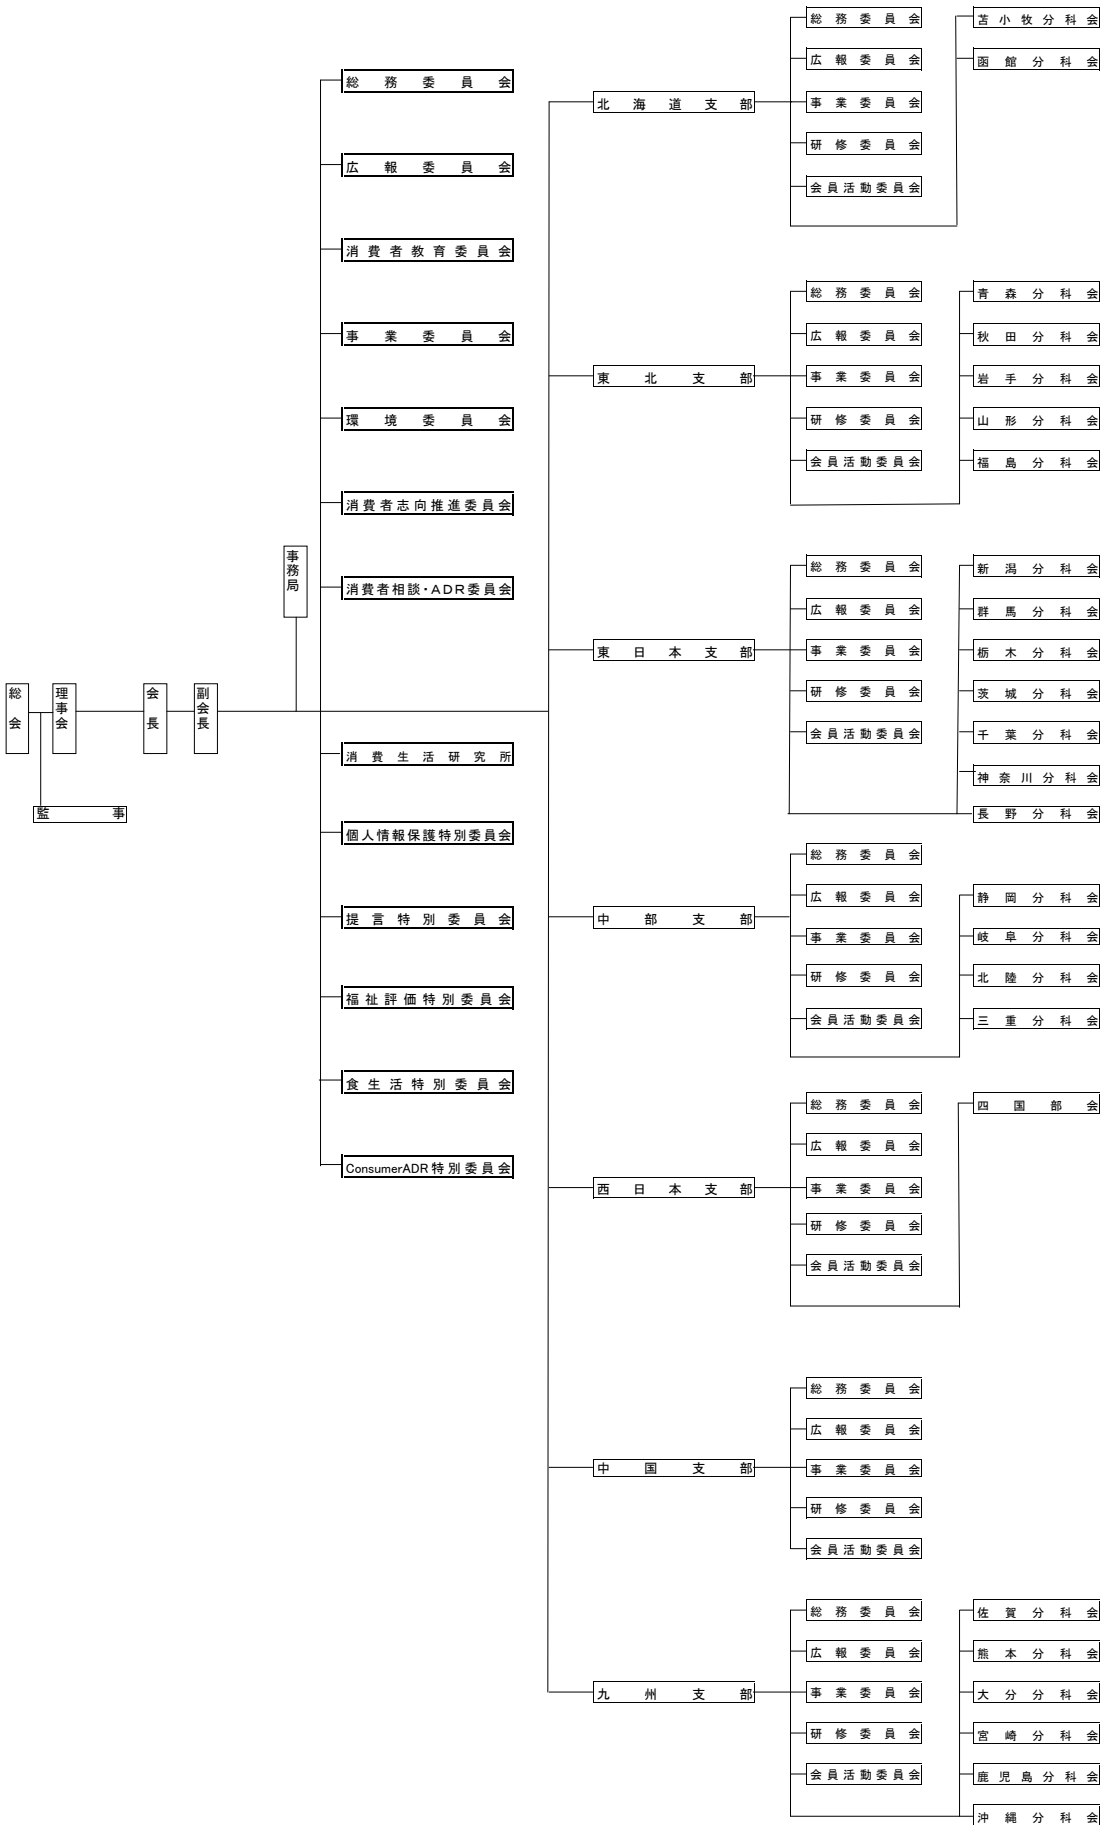 総会
理事会
監事
会長
副会長
事務局
総務委員会
広報委員会
消費者教育委員会
事業委員会
環境委員会
消費者志向推進委員会
消費者相談・ADR委員会
消費生活研究所
個人情報保護特別委員会
提言特別委員会
福祉評価特別委員会
食生活特別委員会
ConsumerADR特別委員会
北海道支部
総務委員会
広報委員会
事業委員会
研修委員会
会員活動委員会
苫小牧分科会
函館分科会
東北支部
総務委員会
広報委員会
事業委員会
研修委員会
会員活動委員会
青森分科会
秋田分科会
岩手分科会
山形分科会
福島分科会
東日本支部
総務委員会
広報委員会
事業委員会
研修委員会
会員活動委員会
新潟分科会
群馬分科会
栃木分科会
茨城分科会
千葉分科会
神奈川分科会
長野分科会
中部支部
総務委員会
広報委員会
事業委員会
研修委員会
会員活動委員会
静岡分科会
岐阜分科会
北陸分科会
三重分科会
西日本支部
総務委員会
広報委員会
事業委員会
研修委員会
会員活動委員会
四国部会
中国支部
総務委員会
広報委員会
事業委員会
研修委員会
会員活動委員会
九州支部
総務委員会
広報委員会
事業委員会
研修委員会
会員活動委員会
佐賀分科会
熊本分科会
大分分科会
宮崎分科会
鹿児島分科会
沖縄分科会